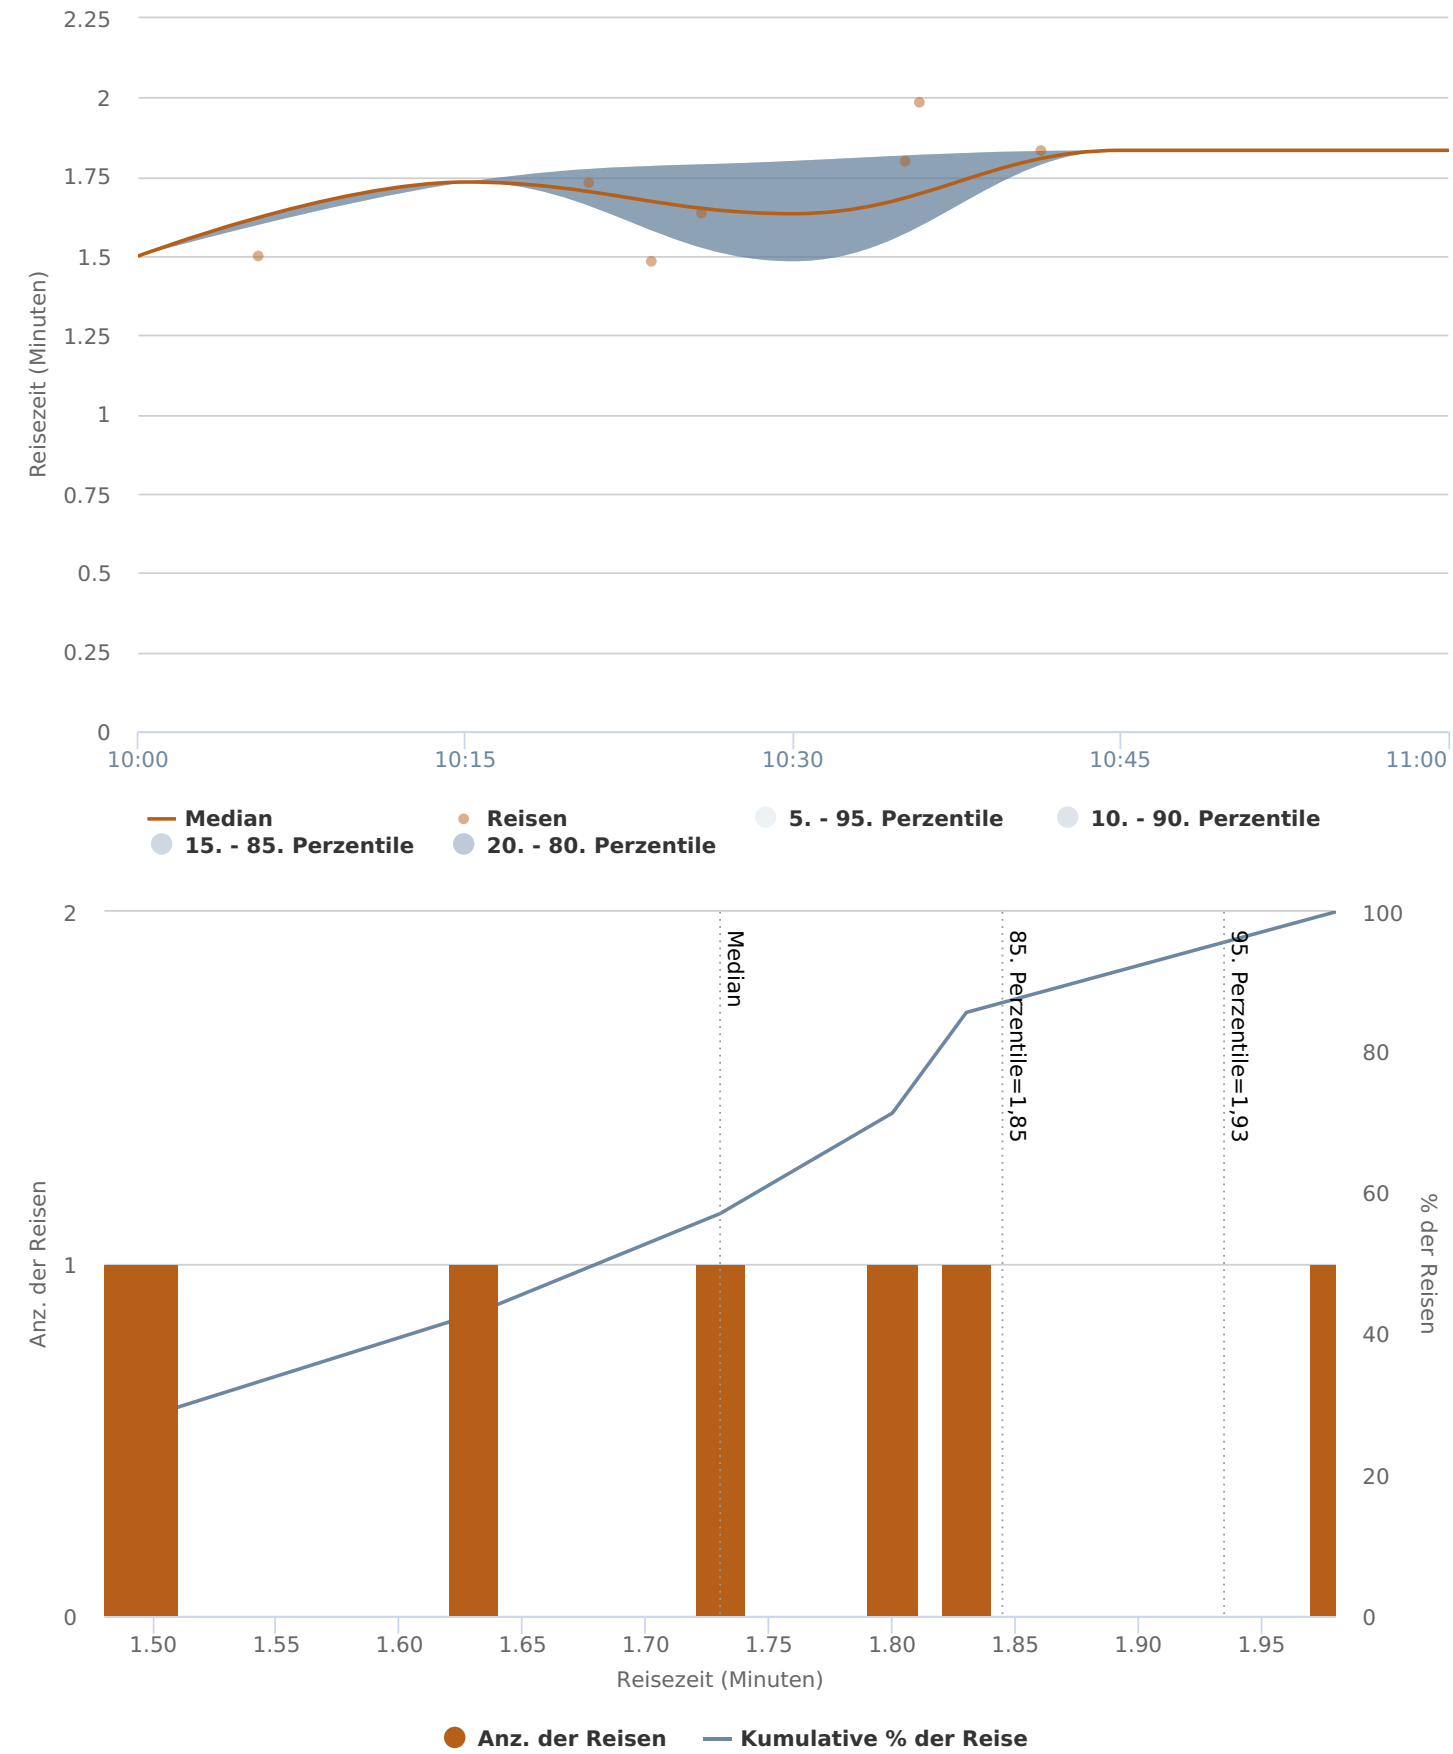 2.25
2
1.75
1.5
1.25
1
0.75
0.5
0.25
0
Reisezeit (Minuten)
10:00 10:15 10:30 10:45 11:00
Median Reisen 5. - 95. Perzentile 10. - 90. Perzentile
15. - 85. Perzentile 20. - 80. Perzentile
2
1
0
Anz. der Reisen
Median
85. Perzentile=1,85
95. Perzentile=1,93
100
80
60
40
20
0
% der Reisen
1.50 1.55 1.60 1.65 1.70 1.75 1.80 1.85 1.90 1.95
Reisezeit (Minuten)
Anz. der Reisen Kumulative % der Reise